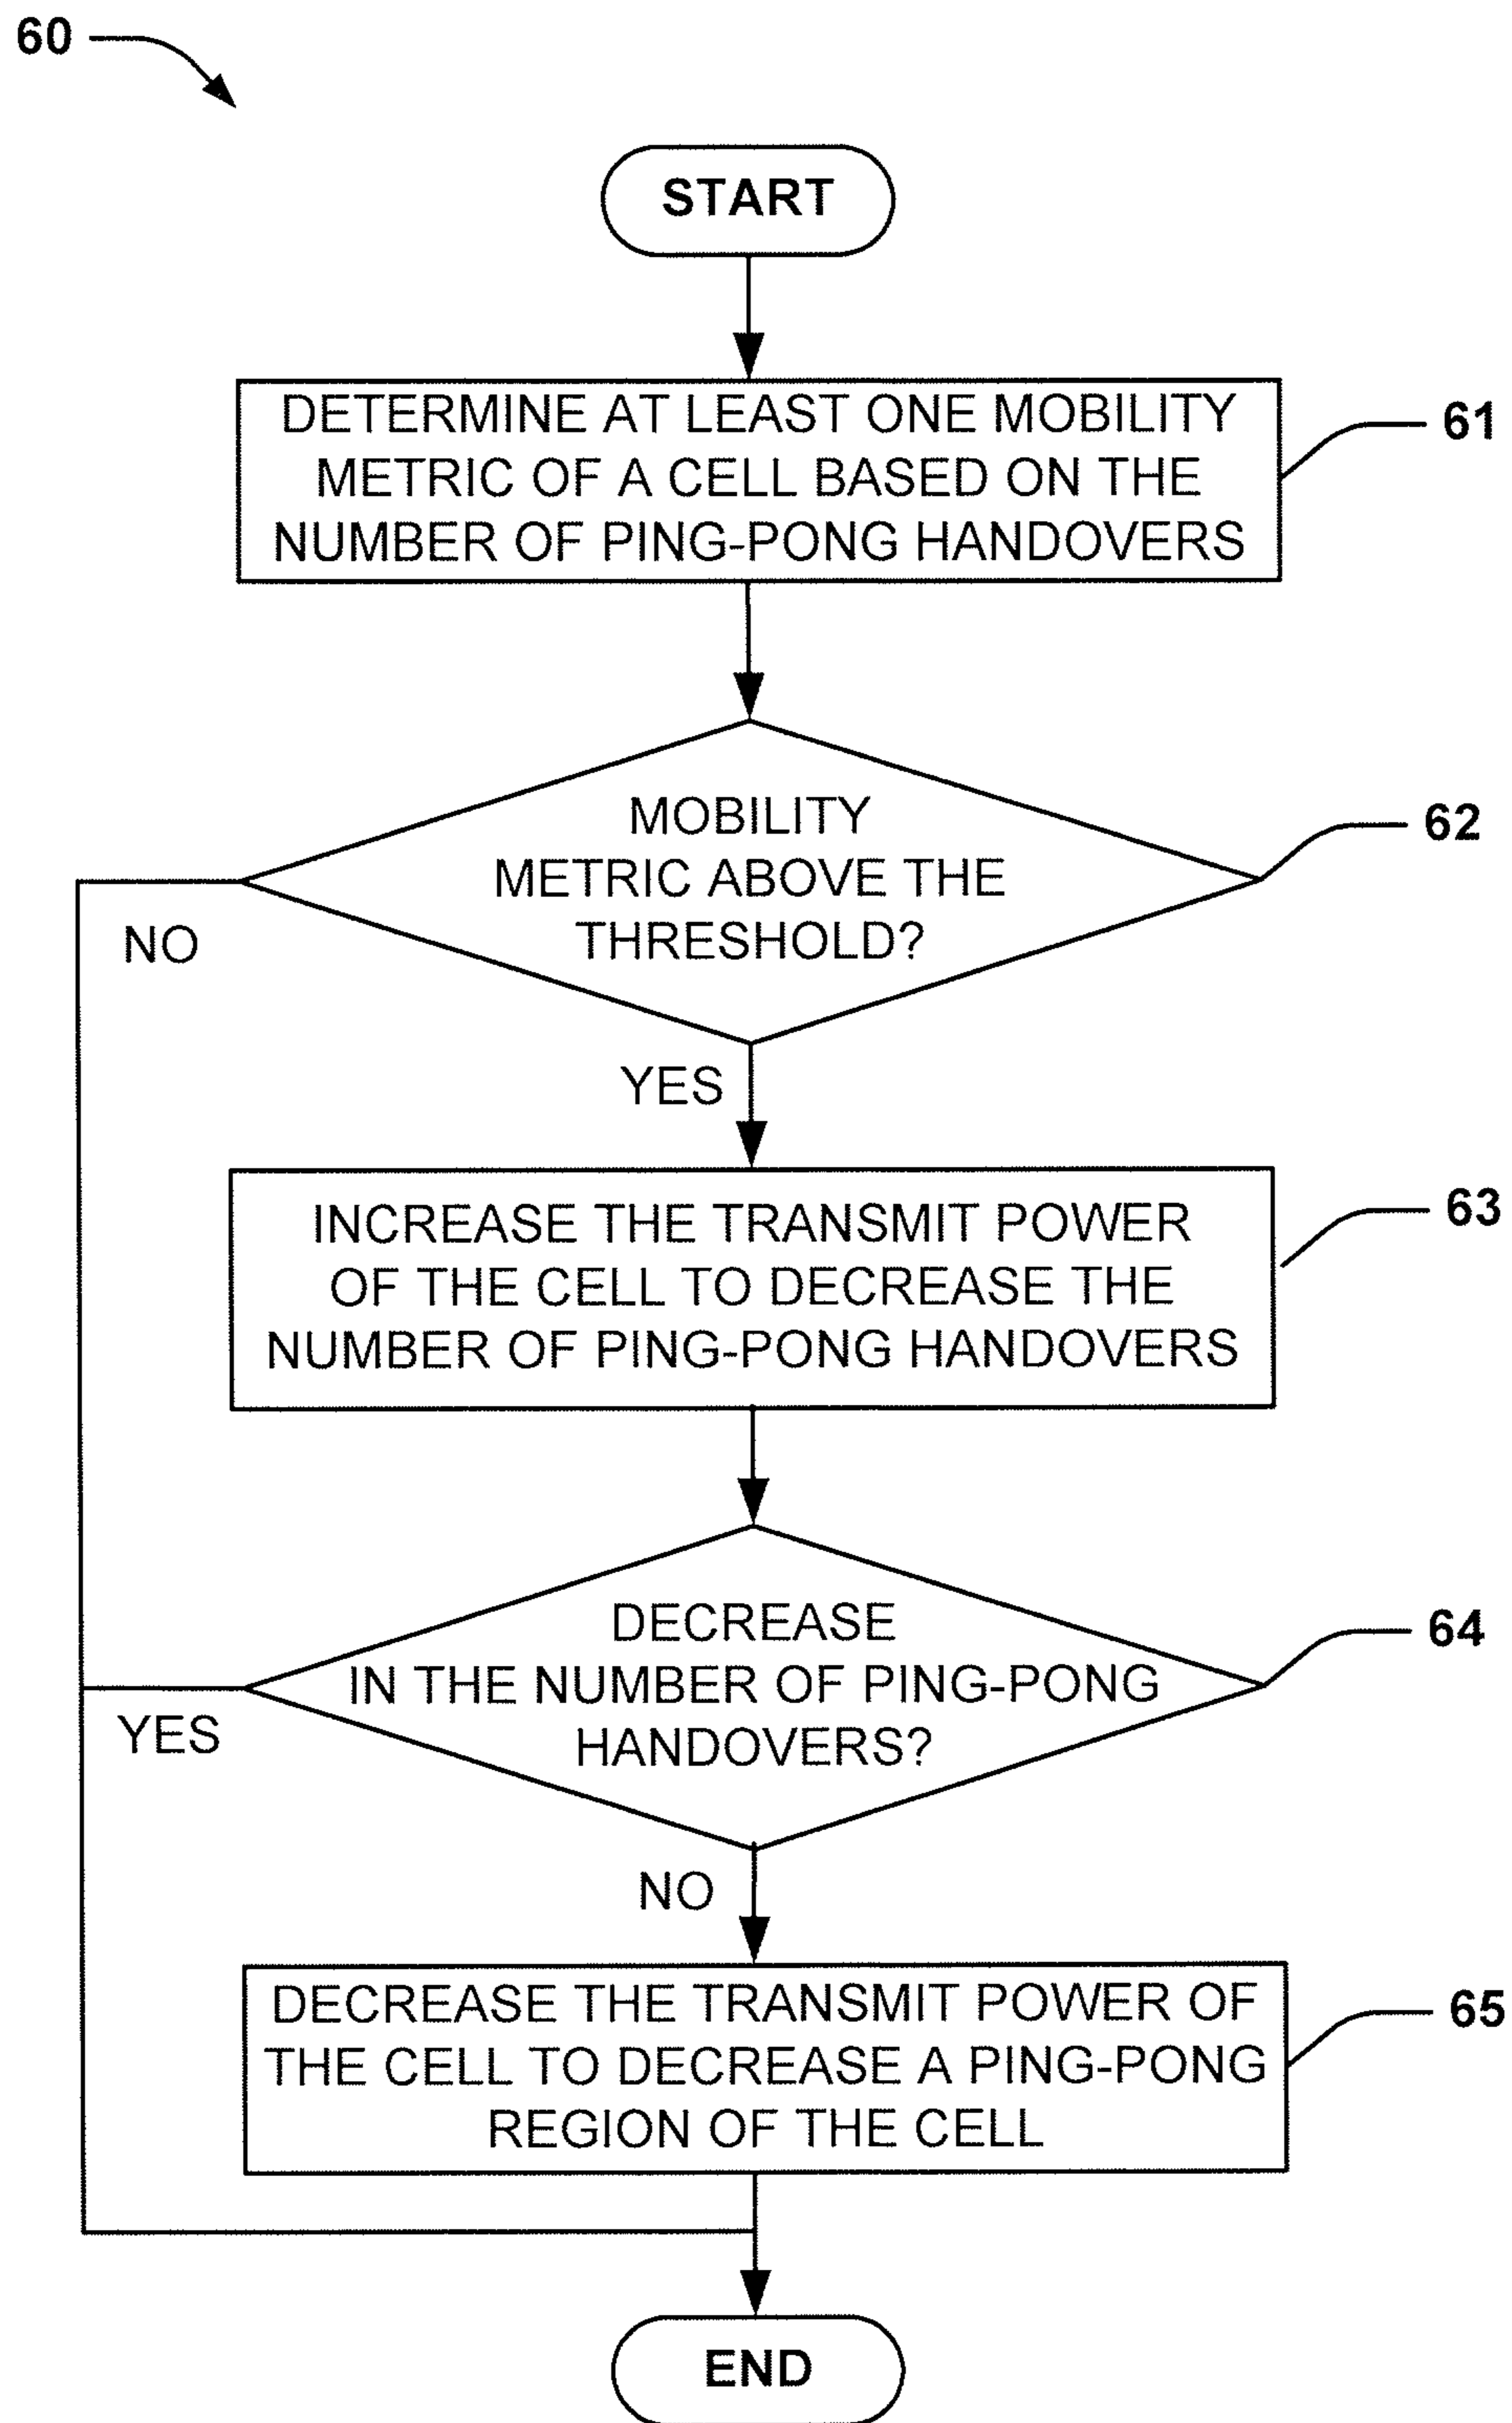 60
START
DETERMINE AT LEAST ONE MOBILITY
METRIC OF A CELL BASED ON THE
NUMBER OF PING-PONG HANDOVERS
61
MOBILITY
METRIC ABOVE THE
THRESHOLD?
62
NO
YES
INCREASE THE TRANSMIT POWER
OF THE CELL TO DECREASE THE
NUMBER OF PING-PONG HANDOVERS
63
DECREASE
IN THE NUMBER OF PING-PONG
HANDOVERS?
64
YES
NO
DECREASE THE TRANSMIT POWER OF
THE CELL TO DECREASE A PING-PONG
REGION OF THE CELL
65
END